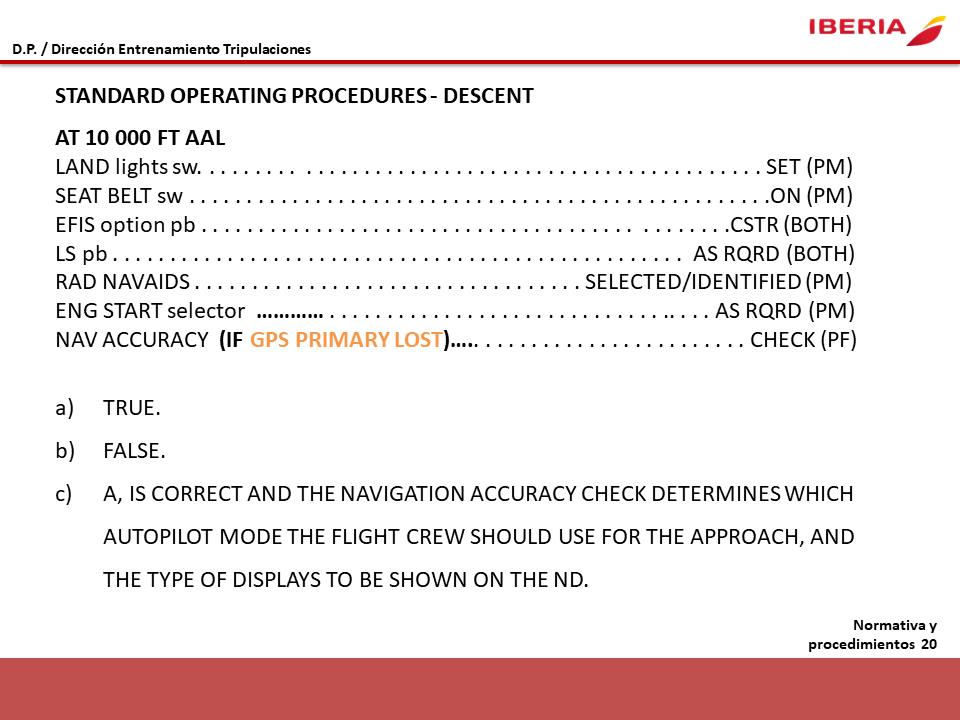 IBERIA
D.P. / Dirección Entrenamiento Tripulaciones
STANDARD OPERATING PROCEDURES - DESCENT
AT 10 000 FT AAL
LAND lights sw. . . . . . . . . . . . . . . . . . . . . . . . . . . . . . . . . . . . . . . . . . . . . . . . . SET (PM)
SEAT BELT sw . . . . . . . . . . . . . . . . . . . . . . . . . . . . . . . . . . . . . . . . . . . . . . . . . . .ON (PM)
EFIS option pb . . . . . . . . . . . . . . . . . . . . . . . . . . . . . . . . . . . . . . . . . . . . . .CSTR (BOTH)
LS pb . . . . . . . . . . . . . . . . . . . . . . . . . . . . . . . . . . . . . . . . . . . . . . . . . . AS RQRD (BOTH)
RAD NAVAIDS . . . . . . . . . . . . . . . . . . . . . . . . . . . . . . . . . . SELECTED/IDENTIFIED (PM)
ENG START selector ………… . . . . . . . . . . . . . . . . . . . . . . . . . . . . . .. . . . AS RQRD (PM)
NAV ACCURACY (IF GPS PRIMARY LOST)….. . . . . . . . . . . . . . . . . . . . . . . . CHECK (PF)
a) TRUE.
b) FALSE.
c) A, IS CORRECT AND THE NAVIGATION ACCURACY CHECK DETERMINES WHICH
AUTOPILOT MODE THE FLIGHT CREW SHOULD USE FOR THE APPROACH, AND
THE TYPE OF DISPLAYS TO BE SHOWN ON THE ND.
Normativa y
procedimientos 20